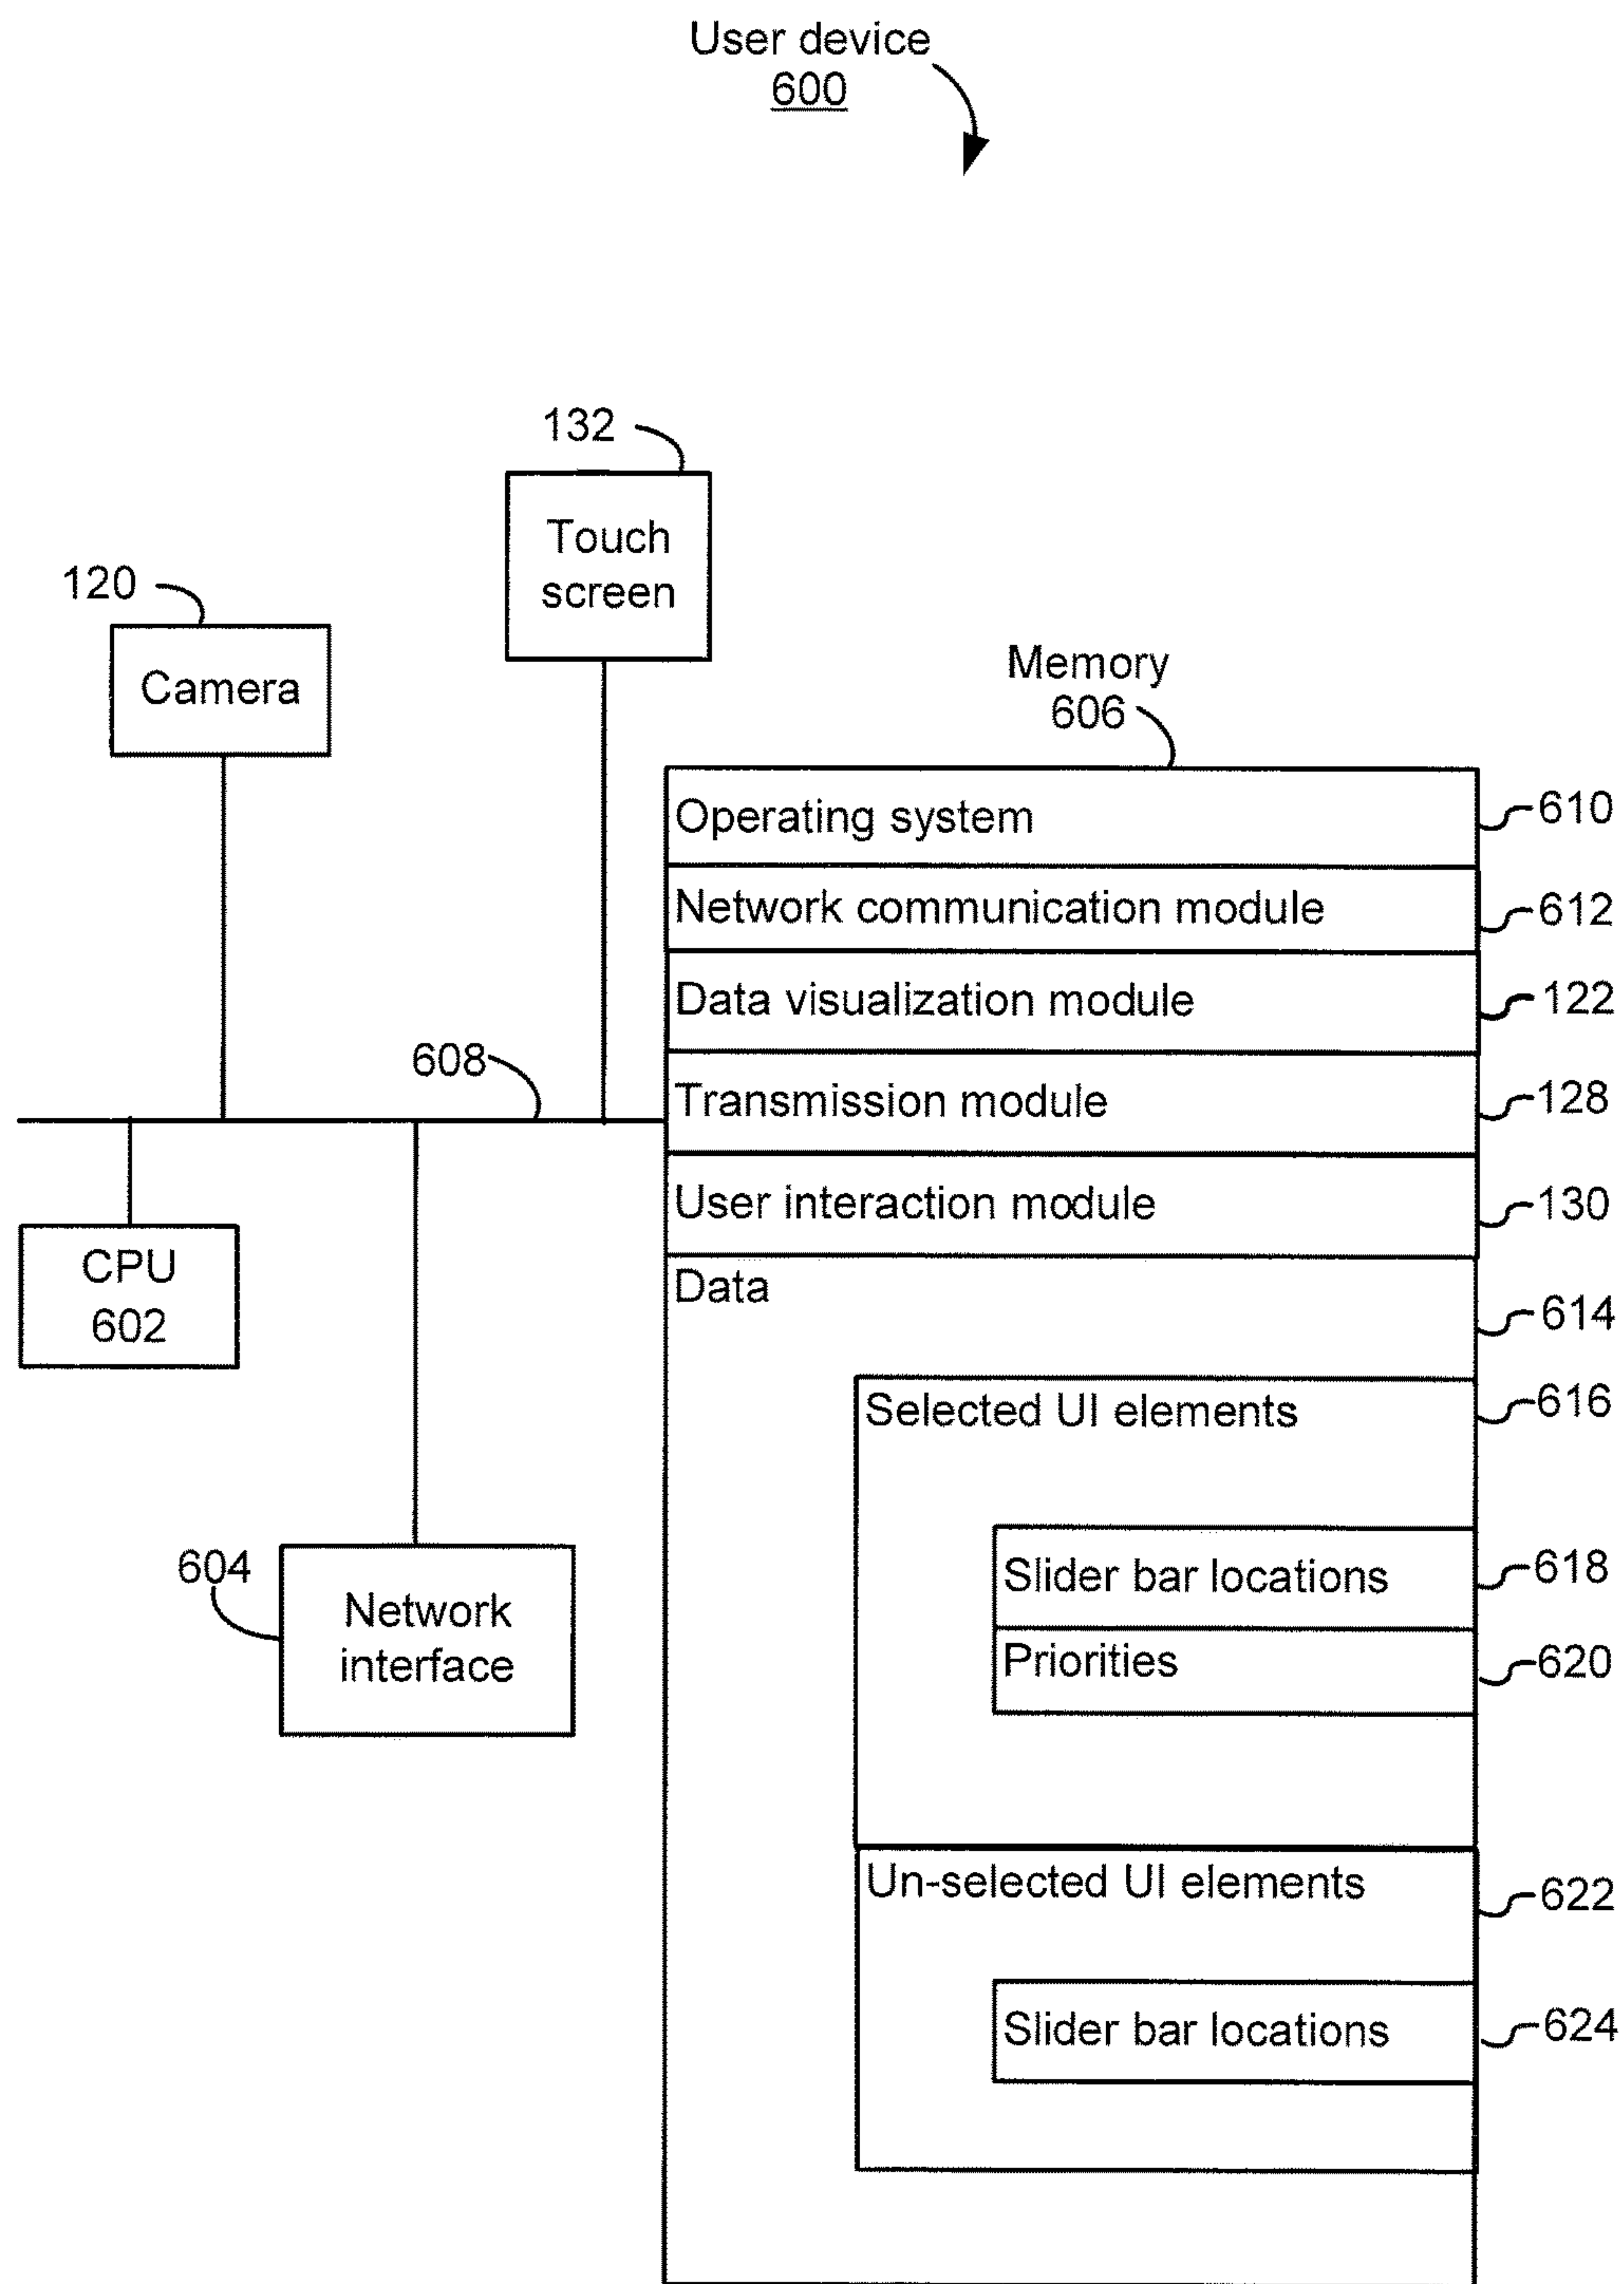 User device
600
132
Touch
screen
120
Camera
Memory
606
Operating system
610
Network communication module
612
Data visualization module
122
608
Transmission module
128
User interaction module
130
CPU
602
Data
614
Selected UI elements
616
604
Network
interface
Slider bar locations
618
Priorities
620
Un-selected UI elements
622
Slider bar locations
624